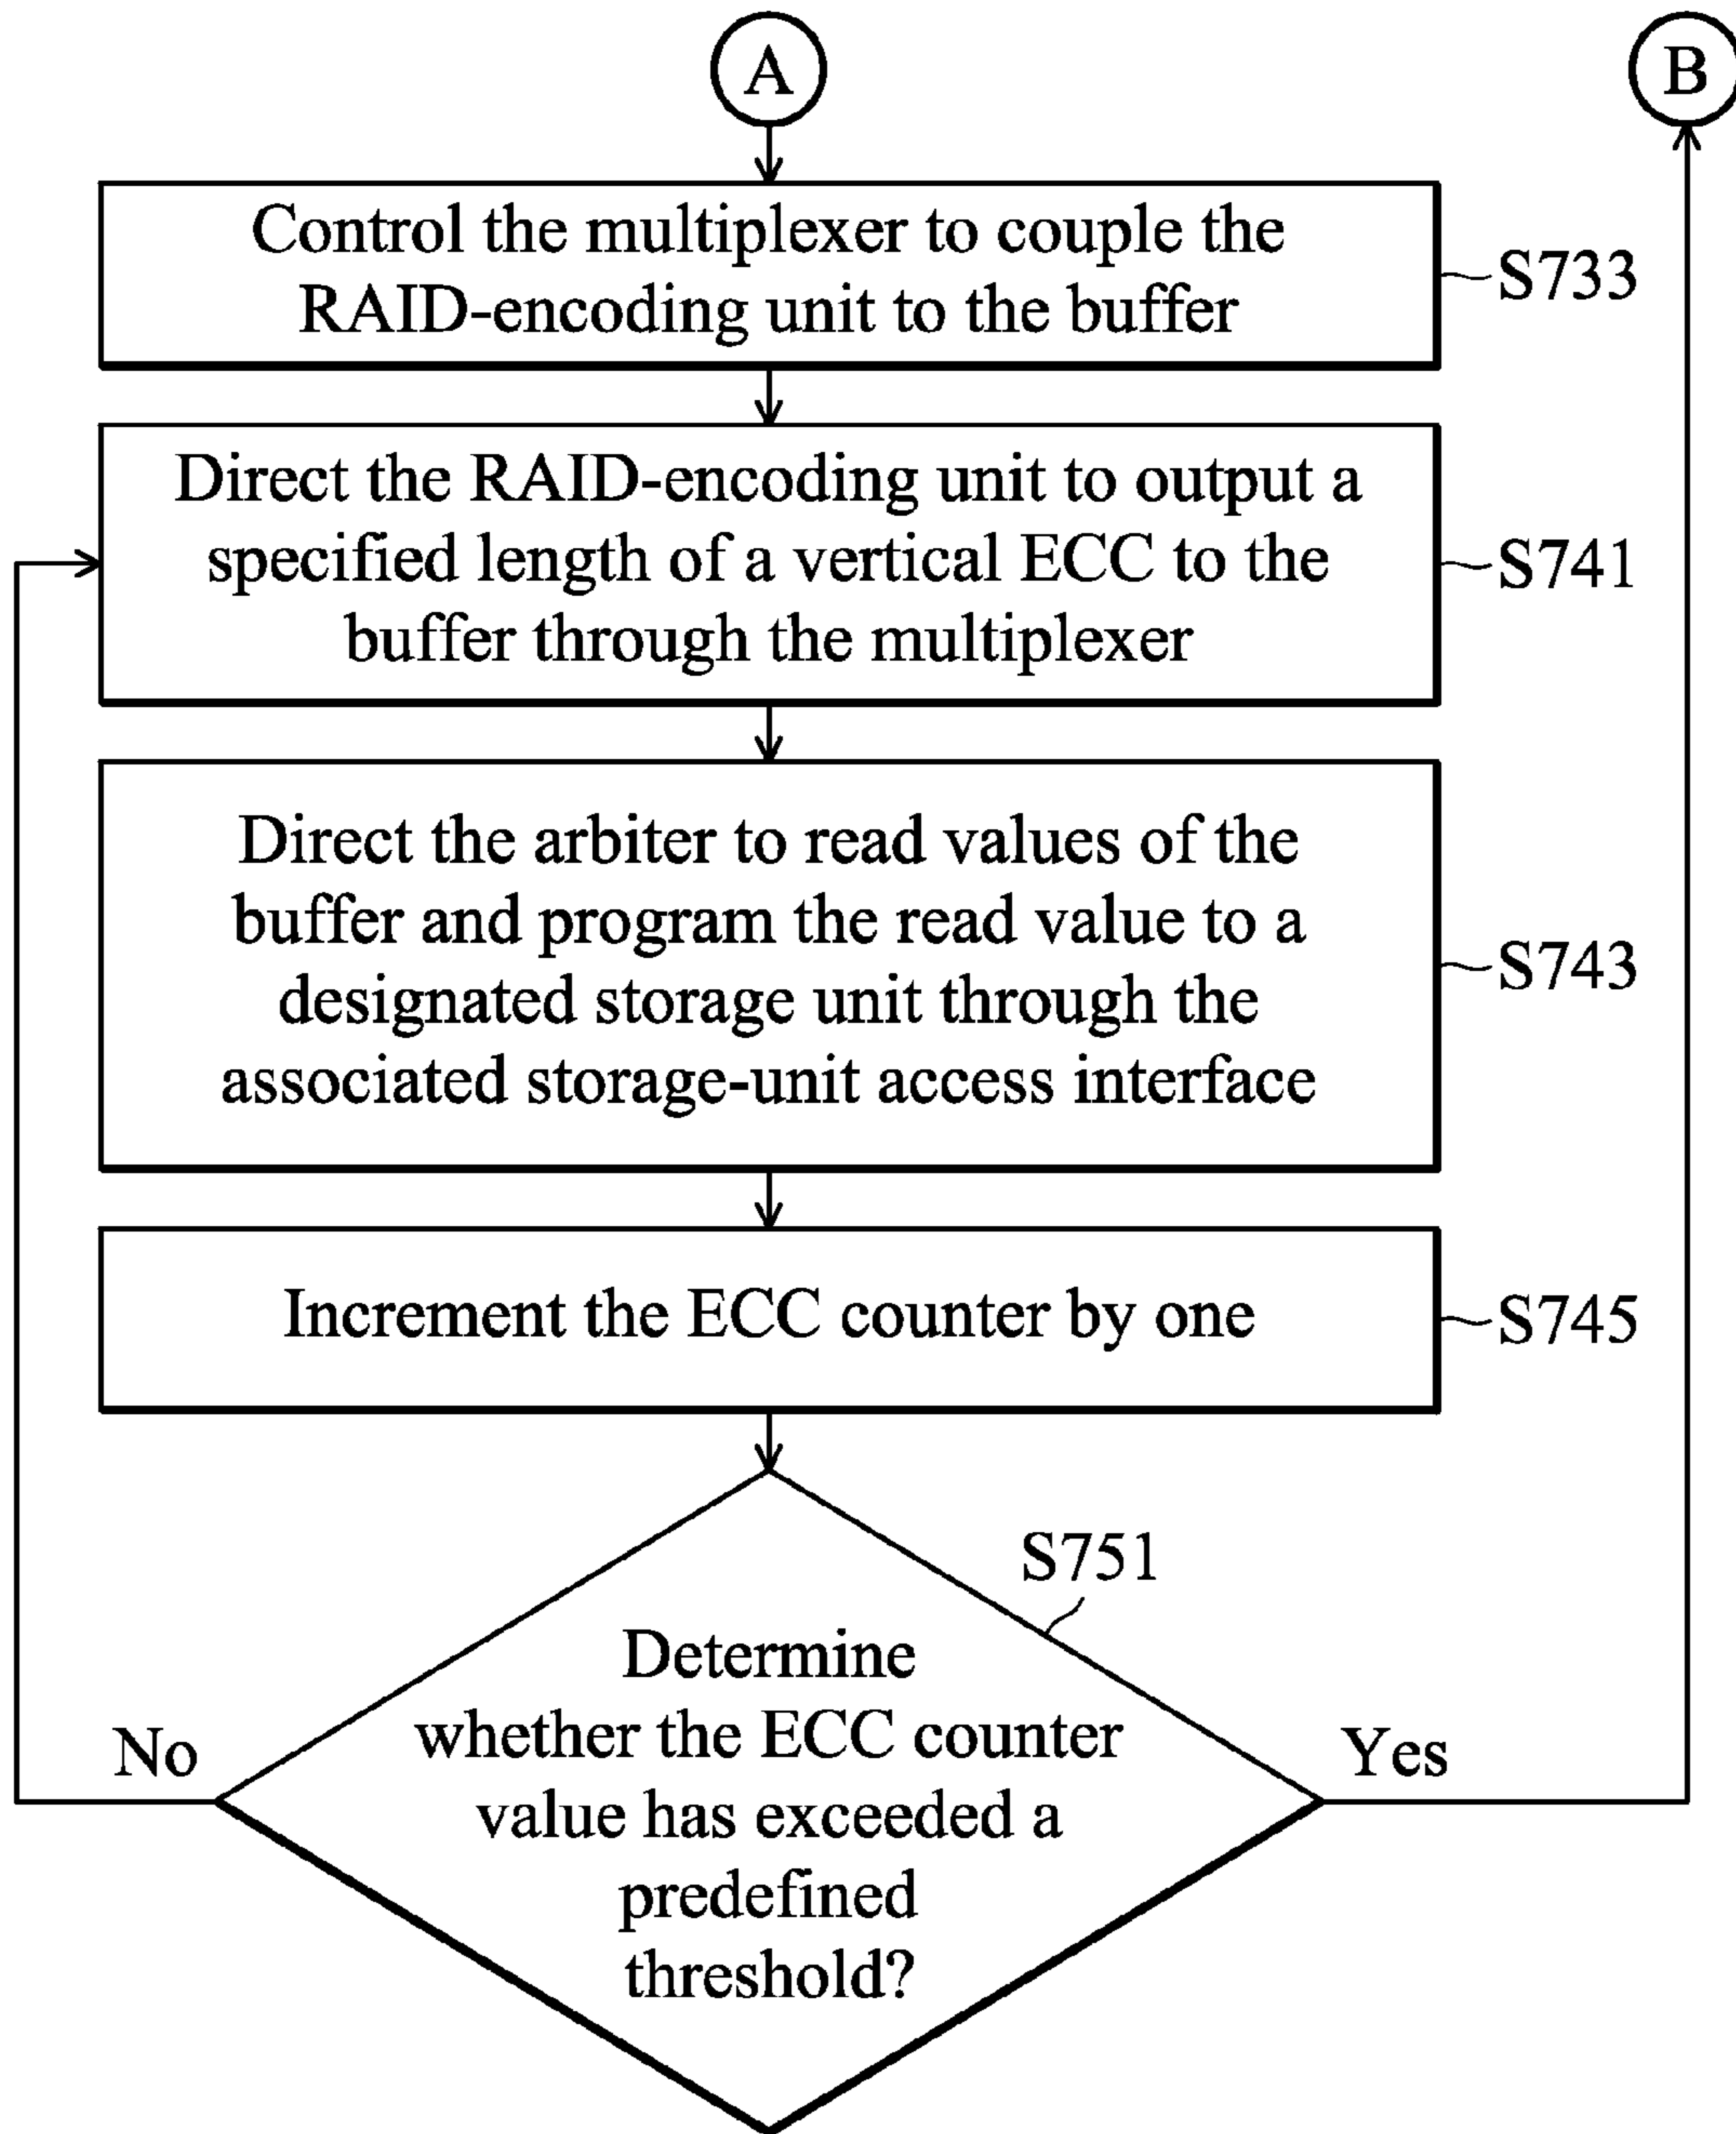 A
B
Control the multiplexer to couple the
RAID-encoding unit to the buffer
S733
Direct the RAID-encoding unit to output a
specified length of a vertical ECC to the
buffer through the multiplexer
S741
Direct the arbiter to read values of the
buffer and program the read value to a
designated storage unit through the
associated storage-unit access interface
S743
Increment the ECC counter by one
S745
S751
Determine
whether the ECC counter
value has exceeded a
predefined
threshold?
No
Yes